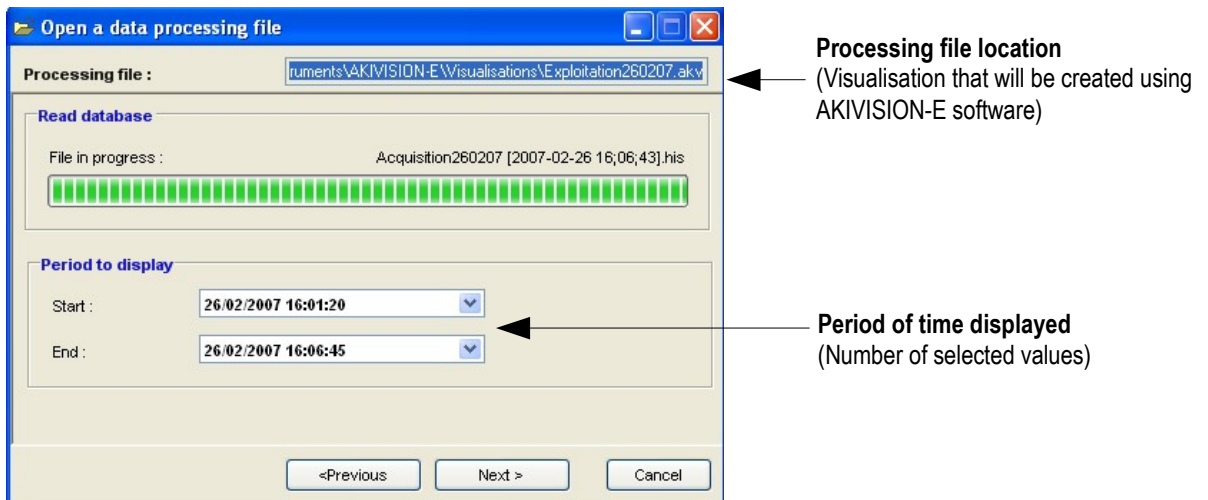 Open a data processing file
Processing file :
ruments\AKIVISION-E\Visualisations\Exploitation260207.akv
Processing file location
(Visualisation that will be created using
AKIVISION-E software)
Read database
File in progress :
Acquisition260207 [2007-02-26 16;06;43].his
Period to display
Start :
26/02/2007 16:01:20
End :
26/02/2007 16:06:45
Period of time displayed
(Number of selected values)
<Previous
Next >
Cancel